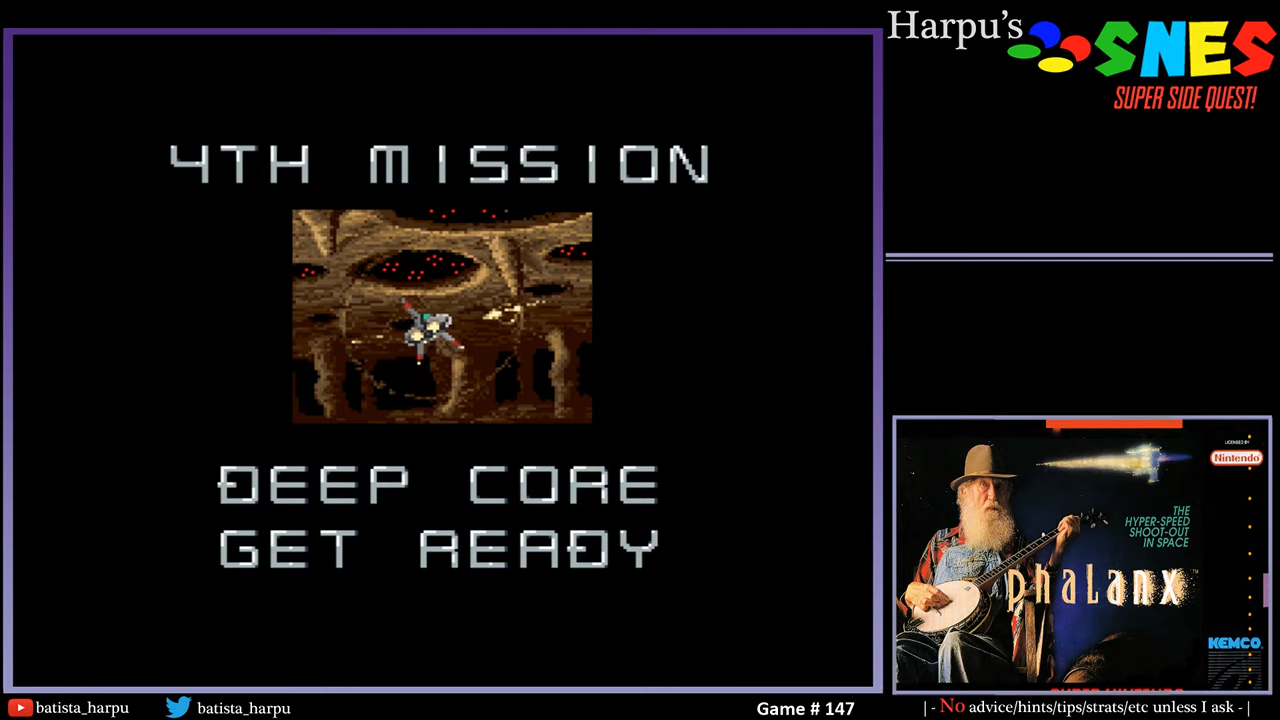 Harpu's
SNES
SUPER SIDE QUEST!
4TH MISSION
DEEP CORE
GET READY
LICENSED BY
Nintendo
THE
HYPER-SPEED
SHOOT-OUT
IN SPACE
phalanx™
KEMCO
batista_harpu
batista_harpu
Game # 147
|- No advice/hints/tips/strats/etc unless I ask -|